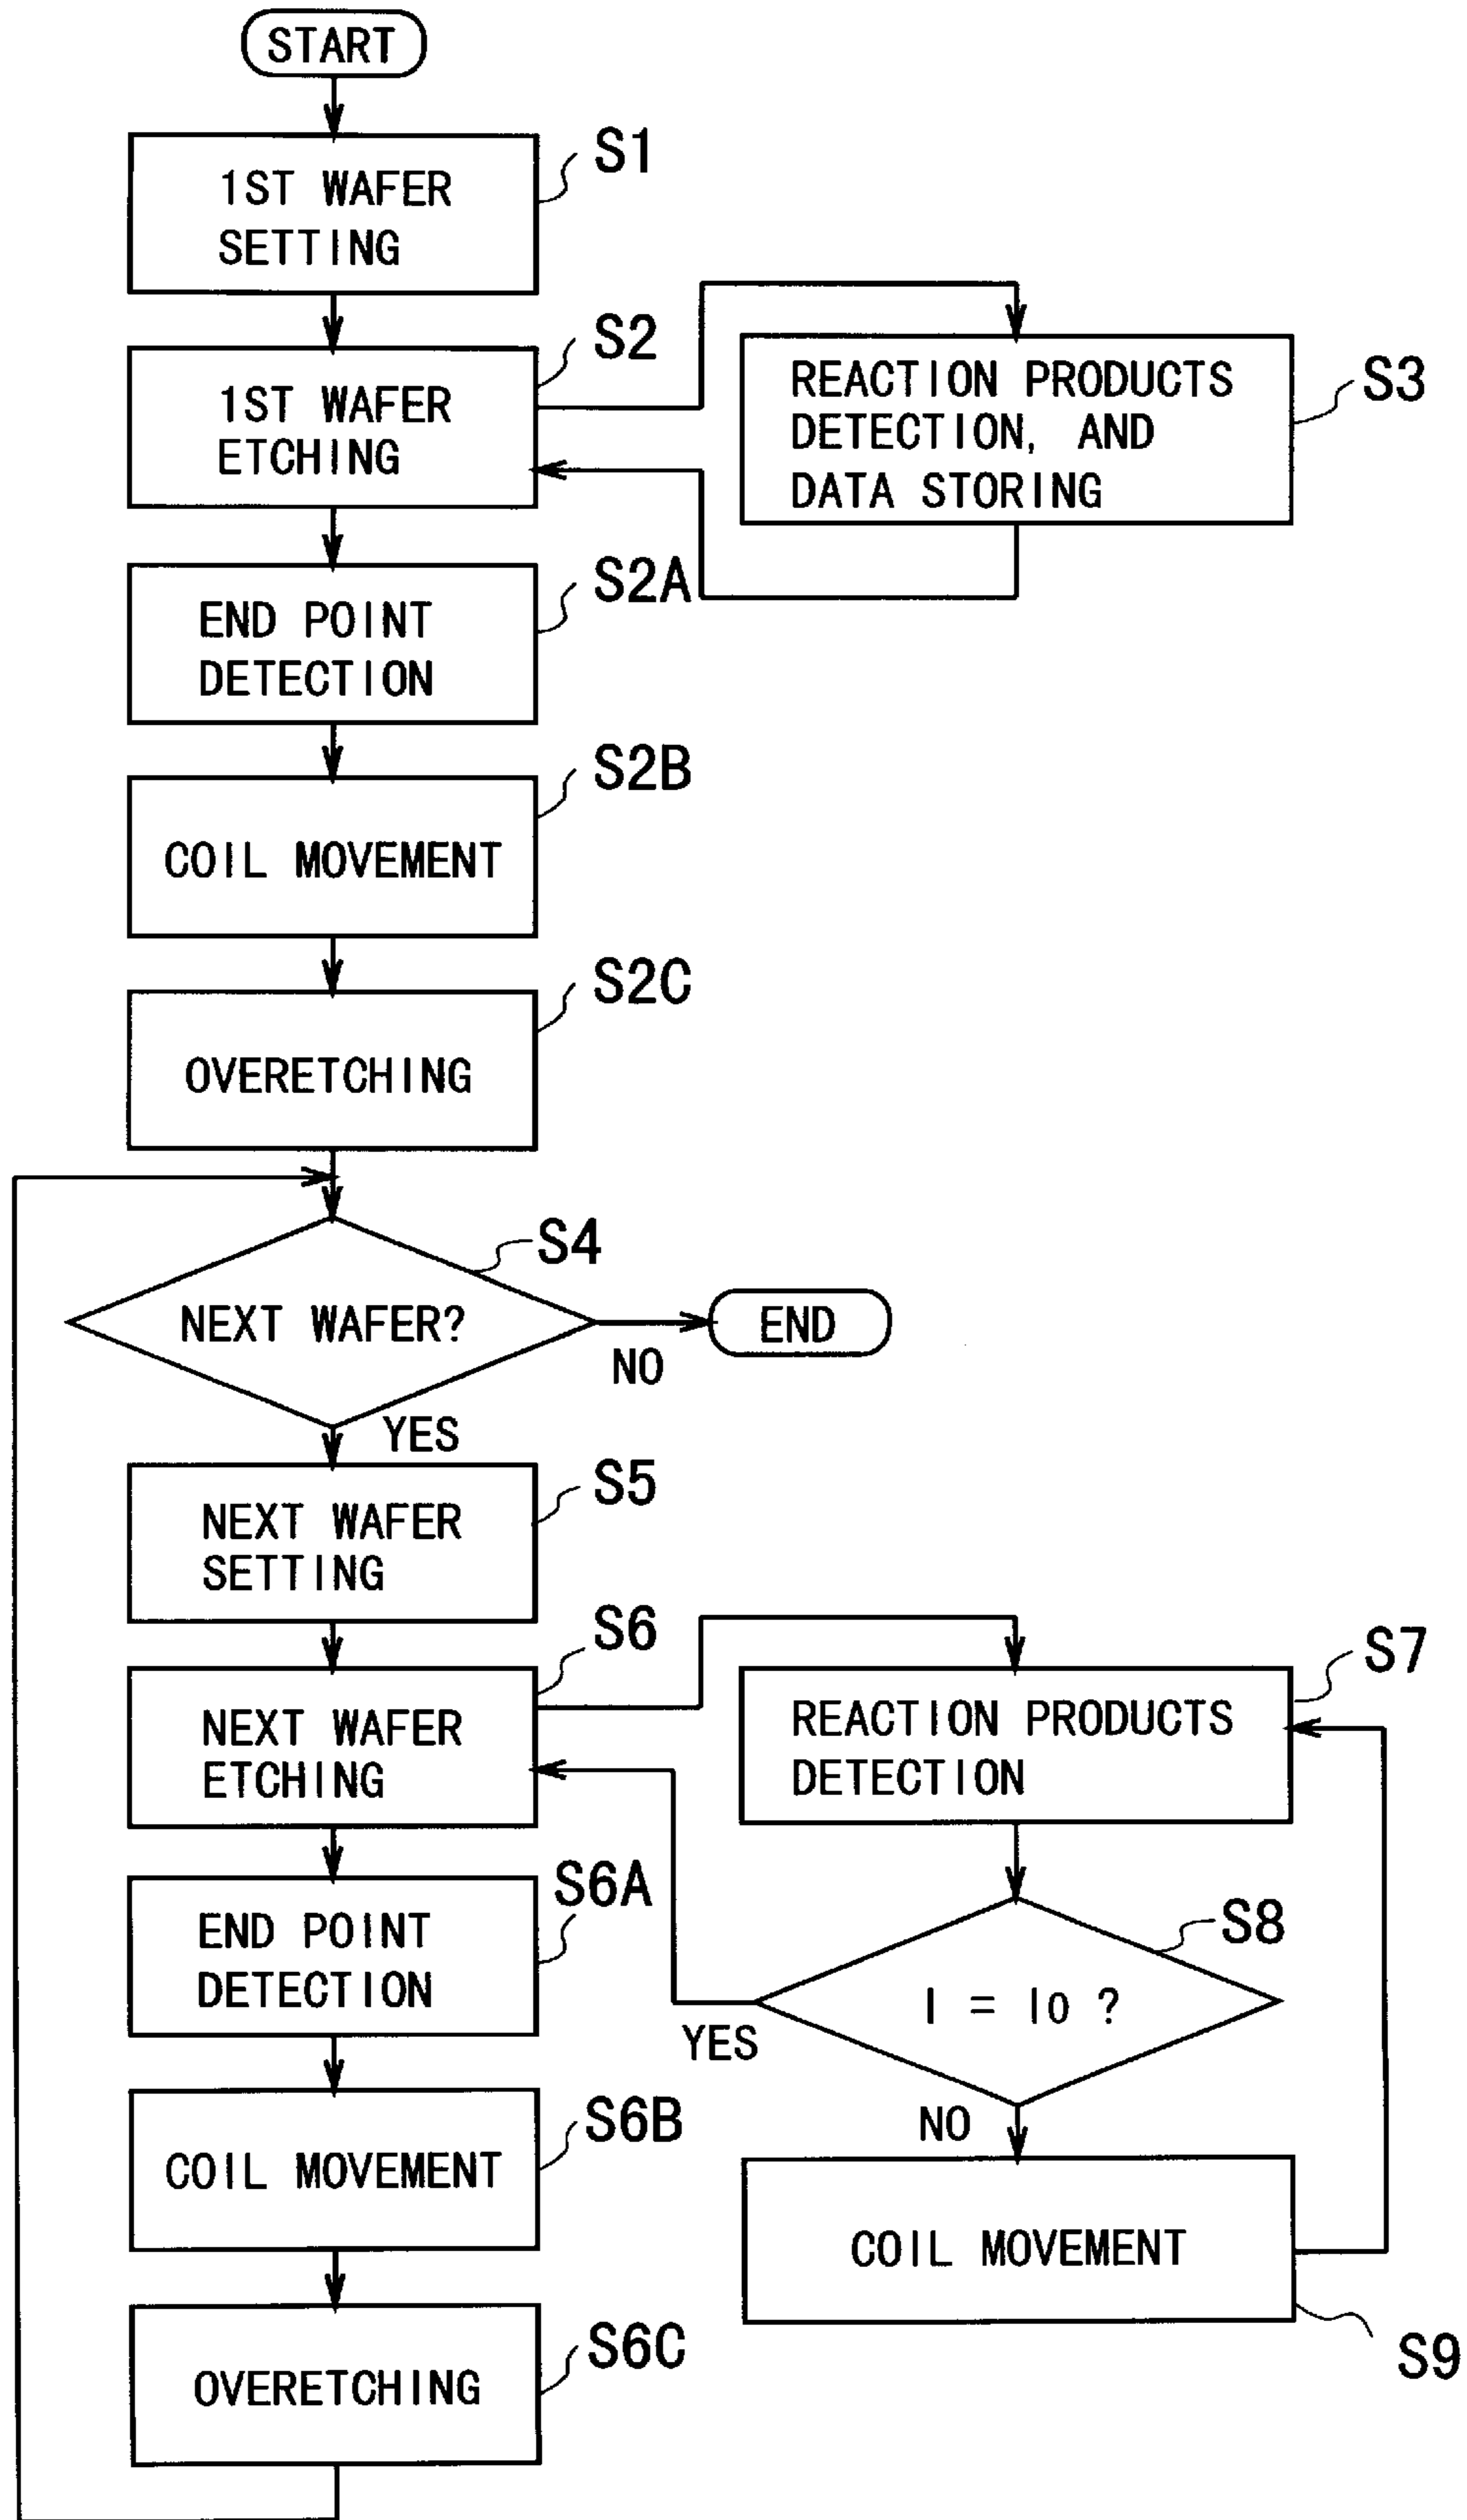 START
S1
1ST WAFER
SETTING
S2
1ST WAFER
ETCHING
S3
REACTION PRODUCTS
DETECTION, AND
DATA STORING
S2A
END POINT
DETECTION
S2B
COIL MOVEMENT
S2C
OVERETCHING
S4
NEXT WAFER?
NO
END
YES
S5
NEXT WAFER
SETTING
S6
NEXT WAFER
ETCHING
S7
REACTION PRODUCTS
DETECTION
S6A
END POINT
DETECTION
S8
I = Io ?
YES
NO
S6B
COIL MOVEMENT
COIL MOVEMENT
S9
S6C
OVERETCHING